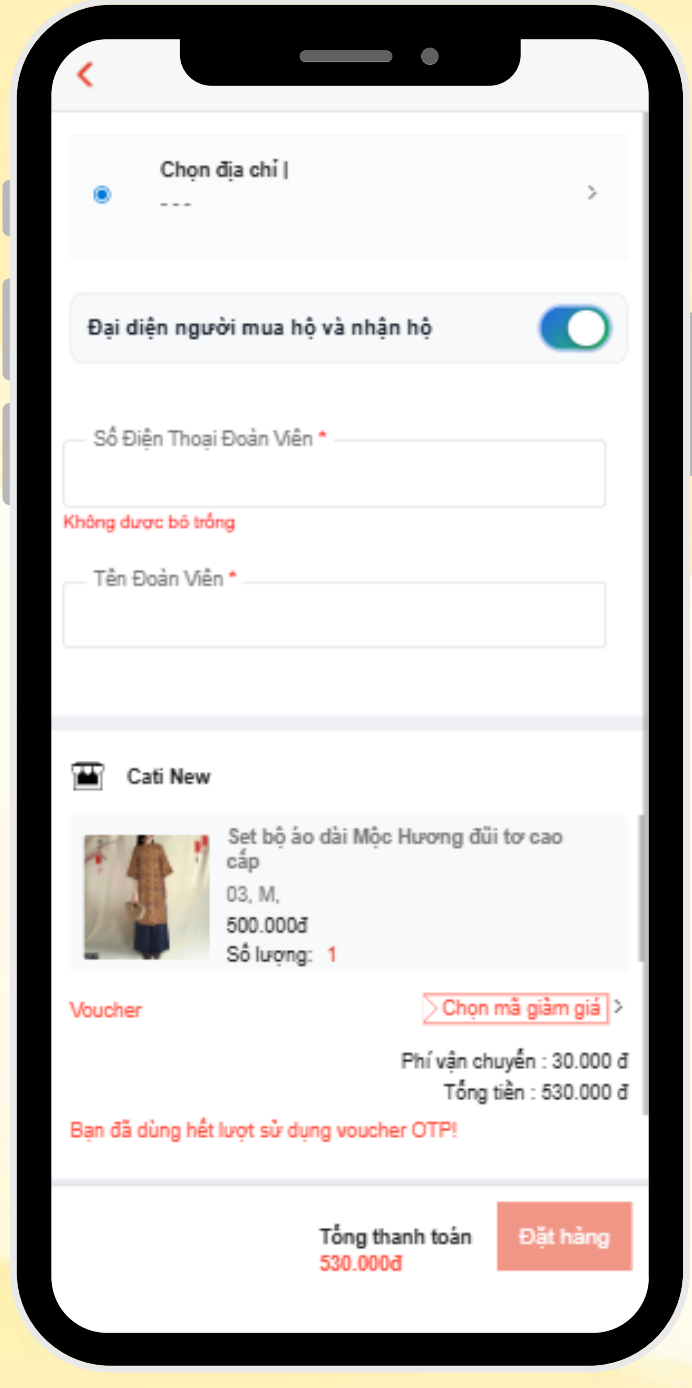 Chọn địa chỉ |
- - -
Đại diện người mua hộ và nhận hộ
Số Điện Thoại Đoàn Viên *
Không được bỏ trống
Tên Đoàn Viên *
Cati New
Set bộ áo dài Mộc Hương đũi tơ cao
cấp
03, M,
500.000đ
Số lượng: 1
Voucher
Chọn mã giảm giá
Phí vận chuyển : 30.000 đ
Tổng tiền : 530.000 đ
Bạn đã dùng hết lượt sử dụng voucher OTP!
Tổng thanh toán
530.000đ
Đặt hàng